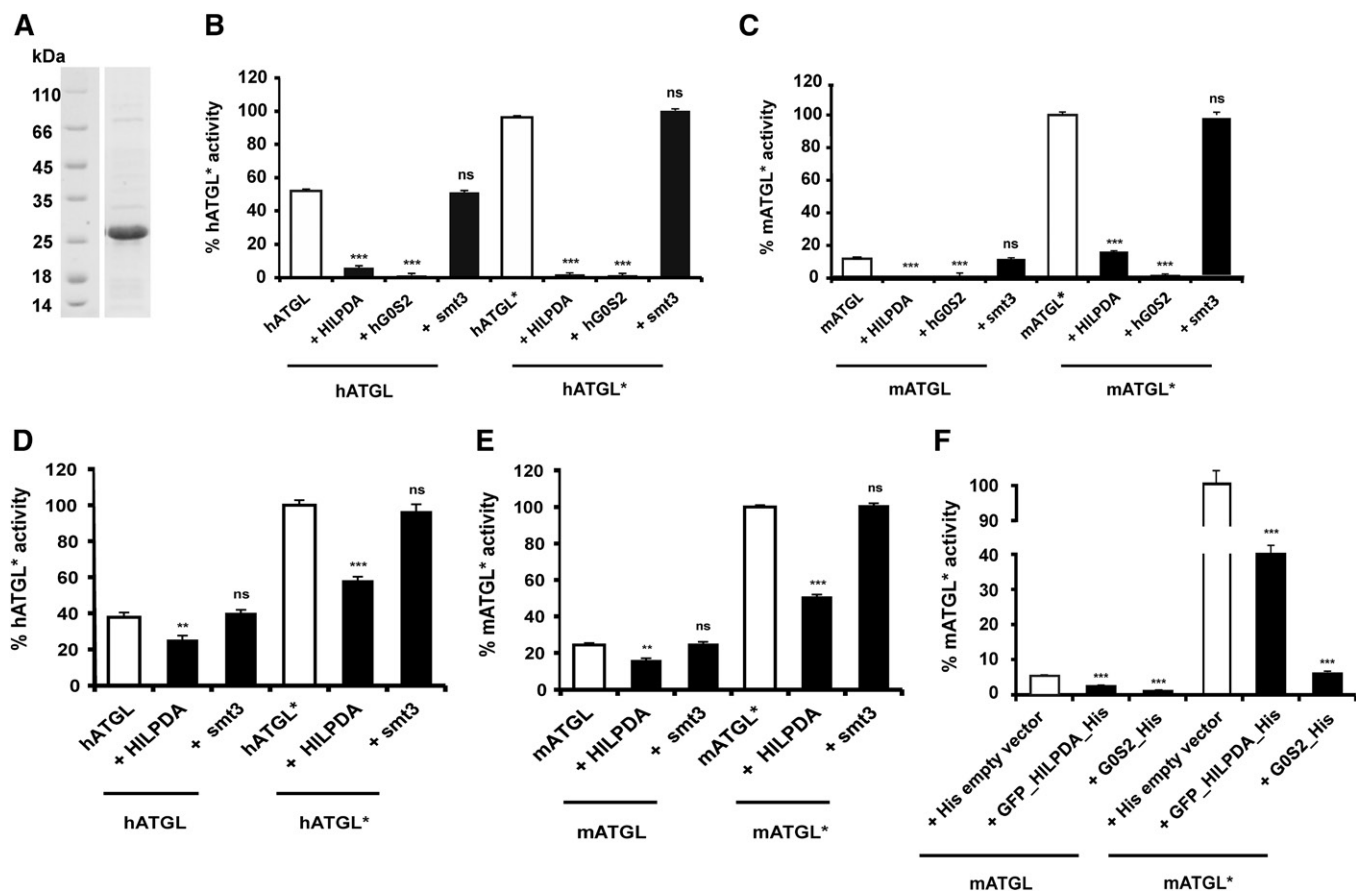 A
kDa
110
66
45
35
25
18
14
B
% hATGL* activity
120
100
80
60
40
20
0
***
***
ns
***
***
ns
hATGL
+ HILPDA
+ hG0S2
+ smt3
hATGL*
+ HILPDA
+ hG0S2
+ smt3
hATGL
hATGL*
C
% mATGL* activity
120
100
80
60
40
20
0
***
***
ns
***
***
ns
mATGL
+ HILPDA
+ hG0S2
+ smt3
mATGL*
+ HILPDA
+ hG0S2
+ smt3
mATGL
mATGL*
D
% hATGL* activity
120
100
80
60
40
20
0
**
ns
***
ns
hATGL
+ HILPDA
+ smt3
hATGL*
+ HILPDA
+ smt3
hATGL
hATGL*
E
% mATGL* activity
120
100
80
60
40
20
0
**
ns
***
ns
mATGL
+ HILPDA
+ smt3
mATGL*
+ HILPDA
+ smt3
mATGL
mATGL*
F
% mATGL* activity
100
90
40
20
10
0
***
***
***
***
+ His empty vector
+ GFP_HILPDA_His
+ G0S2_His
+ His empty vector
+ GFP_HILPDA_His
+ G0S2_His
mATGL
mATGL*